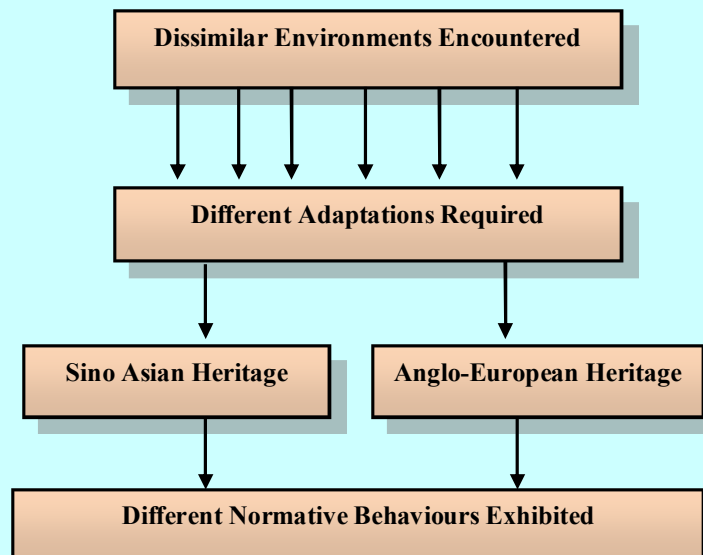 Dissimilar Environments Encountered
Different Adaptations Required
Sino Asian Heritage
Anglo-European Heritage
Different Normative Behaviours Exhibited